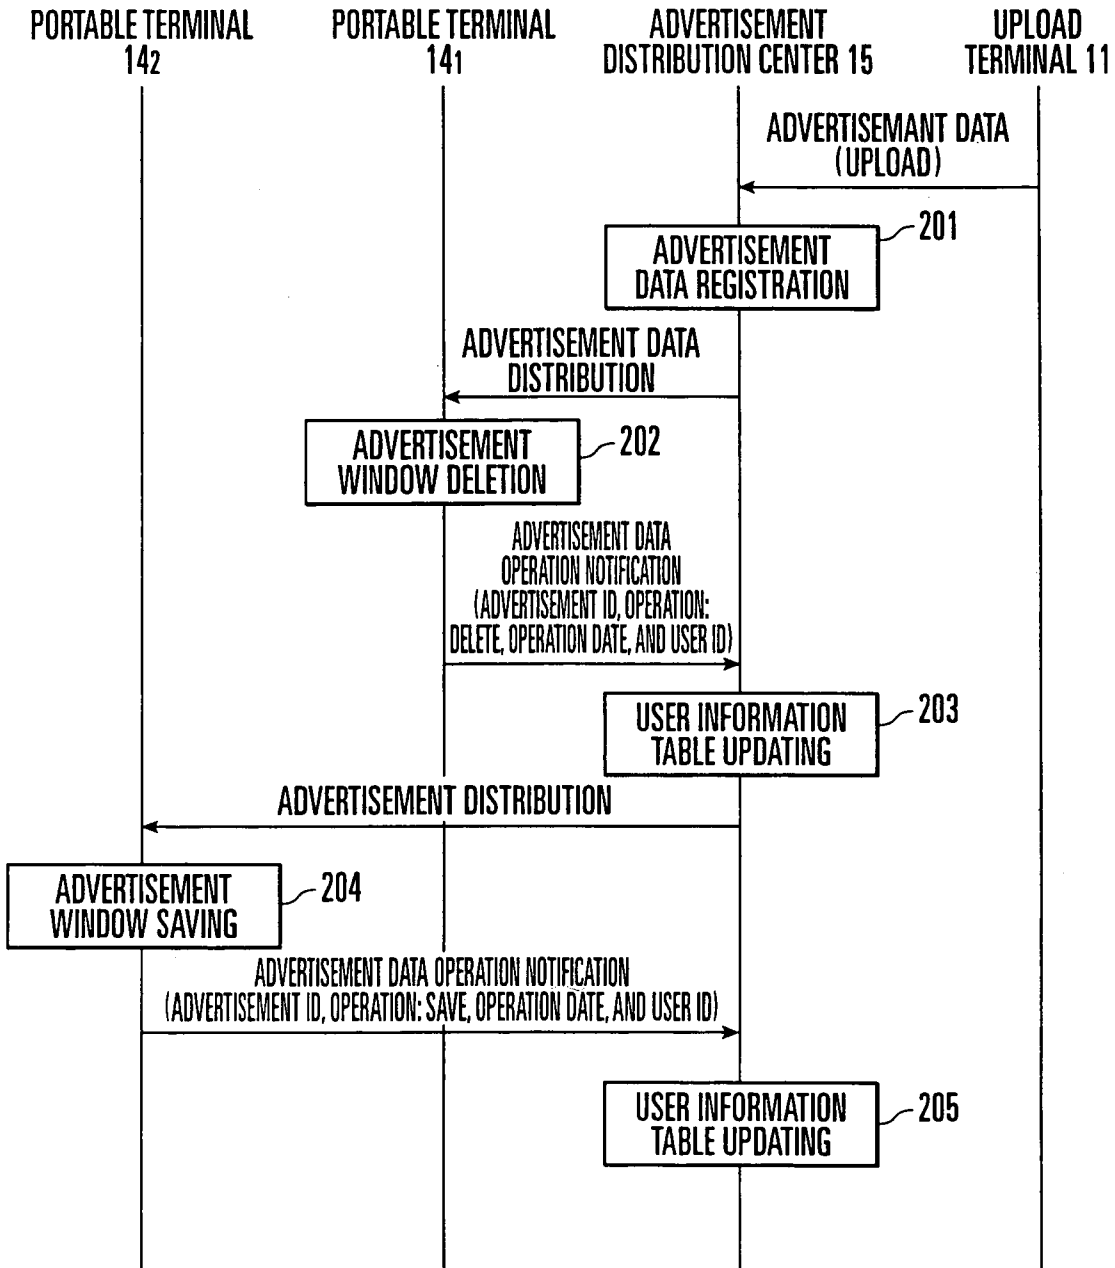 PORTABLE TERMINAL
14₂
PORTABLE TERMINAL
14₁
ADVERTISEMENT
DISTRIBUTION CENTER 15
UPLOAD
TERMINAL 11
ADVERTISEMANT DATA
(UPLOAD)
201
ADVERTISEMENT
DATA REGISTRATION
ADVERTISEMENT DATA
DISTRIBUTION
202
ADVERTISEMENT
WINDOW DELETION
ADVERTISEMENT DATA
OPERATION NOTIFICATION
(ADVERTISEMENT ID, OPERATION:
DELETE, OPERATION DATE, AND USER ID)
203
USER INFORMATION
TABLE UPDATING
ADVERTISEMENT DISTRIBUTION
204
ADVERTISEMENT
WINDOW SAVING
ADVERTISEMENT DATA OPERATION NOTIFICATION
(ADVERTISEMENT ID, OPERATION: SAVE, OPERATION DATE, AND USER ID)
205
USER INFORMATION
TABLE UPDATING